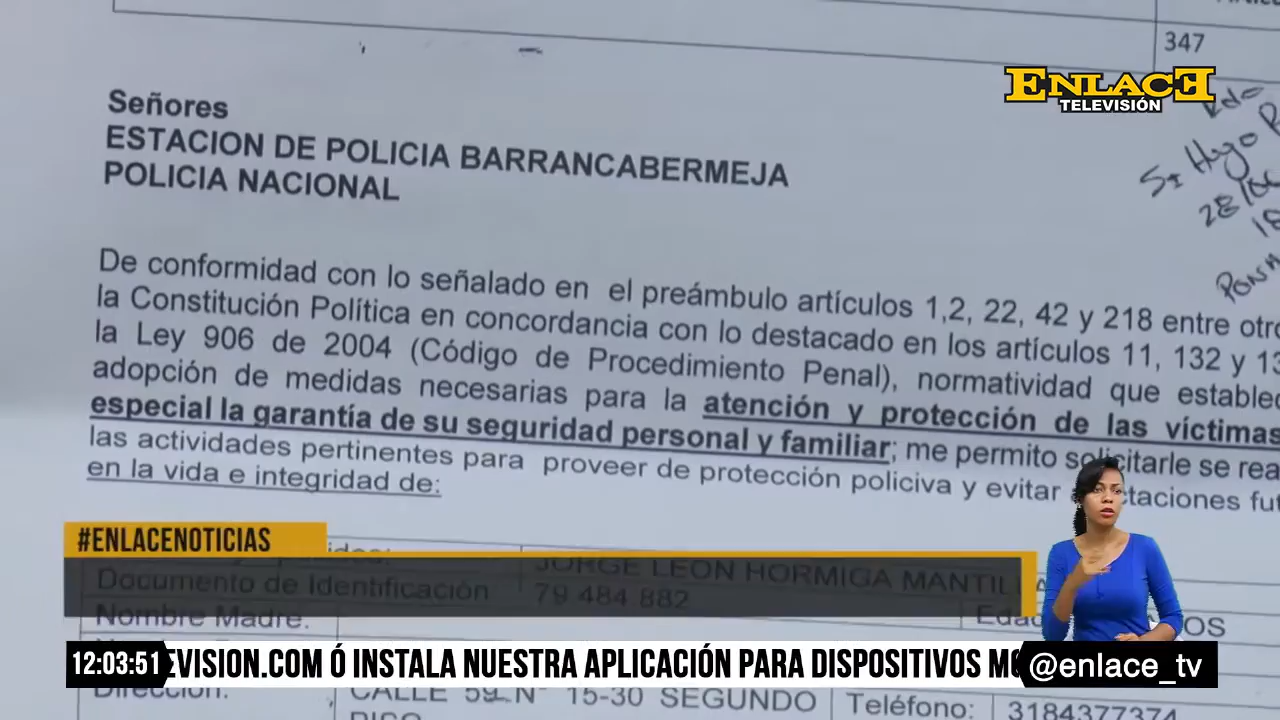 347
ENLACE
TELEVISIÓN
Señores
ESTACION DE POLICIA BARRANCABERMEJA
POLICIA NACIONAL
28/
De conformidad con lo señalado en el preámbulo artículos 1,2, 22, 42 y 218 entre
la Constitución Política en concordancia con lo destacado en los artículos 11, 132 y
la Ley 906 de 2004 (Código de Procedimiento Penal), normatividad que
adopción de medidas necesarias para la atención y protección de las víctimas
especial la garantía de su seguridad personal y familiar; me permito solicitarle se
las actividades pertinentes para proveer de protección policiva y evitar
en la vida e integridad de:
#ENLACENOTICIAS
JORGE LEON HORMIGA
Documento de Identificación 79 484 882
Nombre Madre:
12:03:51 EVISION.COM Ó INSTALA NUESTRA APLICACIÓN PARA DISPOSITIVOS @enlace_tv
Dirección: CALLE 59 N° 15-30 SEGUNDO Teléfono: 3184377374